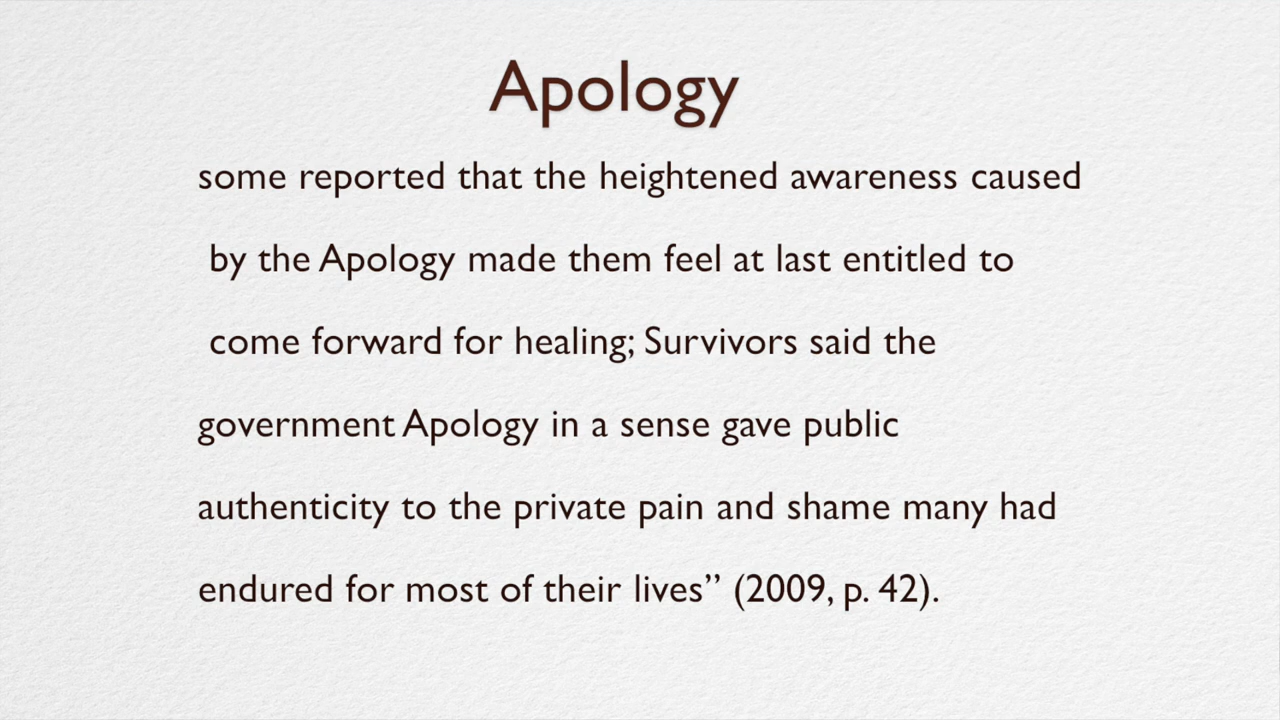 Apology
some reported that the heightened awareness caused
by the Apology made them feel at last entitled to
come forward for healing; Survivors said the
government Apology in a sense gave public
authenticity to the private pain and shame many had
endured for most of their lives” (2009, p. 42).